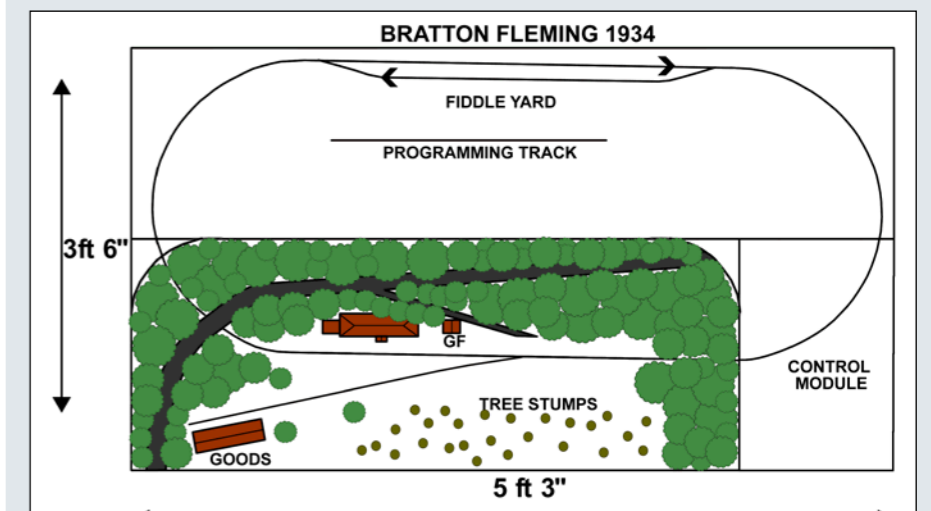 BRATTON FLEMING 1934
FIDDLE YARD
PROGRAMMING TRACK
3ft 6"
GF
CONTROL
MODULE
TREE STUMPS
GOODS
5 ft 3"